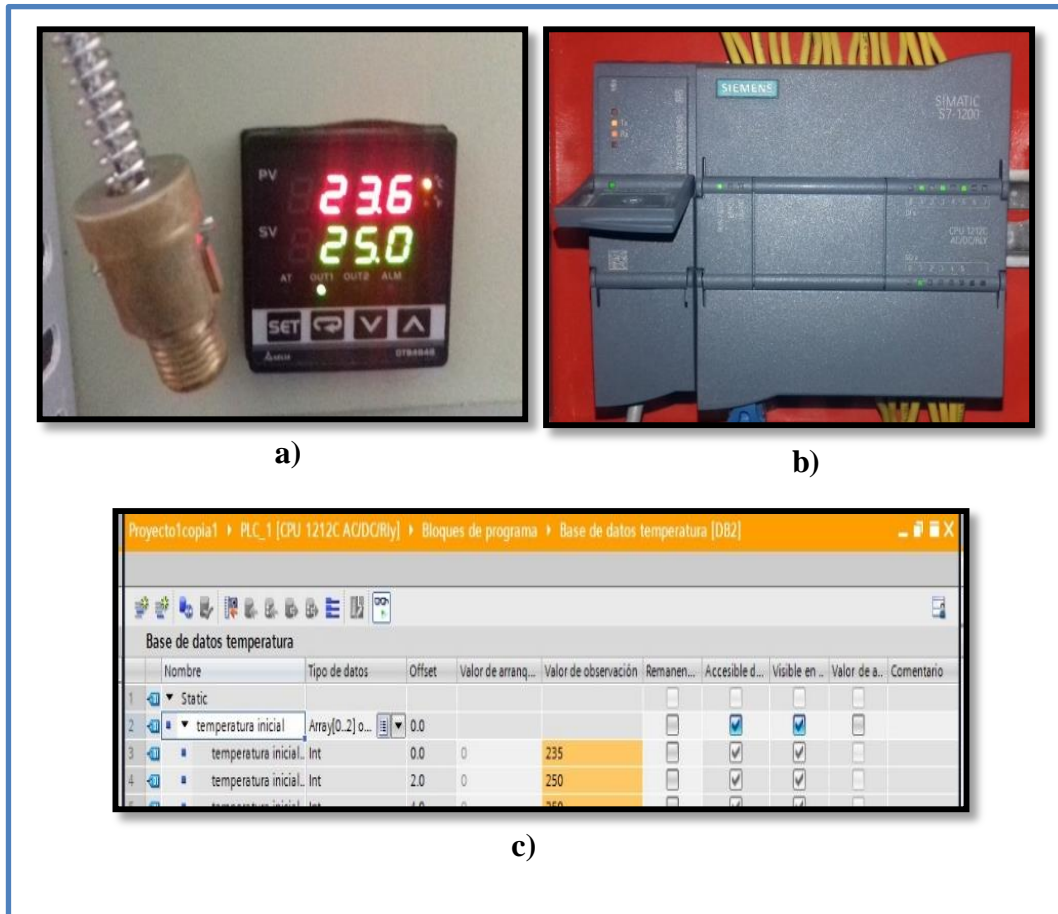 PV
23.6
°C
°F
SV
25.0
AT OUT1 OUT2 ALM
SET
DELTA
DTB4848
SIEMENS
SIMATIC
S7-1200
CPU 1212C
AC/DC/RLY
a)
b)
Proyecto1copia1 ▸ PLC_1 [CPU 1212C AC/DC/Rly] ▸ Bloques de programa ▸ Base de datos temperatura [DB2]
Base de datos temperatura
Nombre Tipo de datos Offset Valor de arranq... Valor de observación Remanen... Accesible d... Visible en .. Valor de a.. Comentario
1 Static
2 temperatura inicial Array[0..2] o... 0.0
3 temperatura inicial.. Int 0.0 0 235
4 temperatura inicial.. Int 2.0 0 250
c)